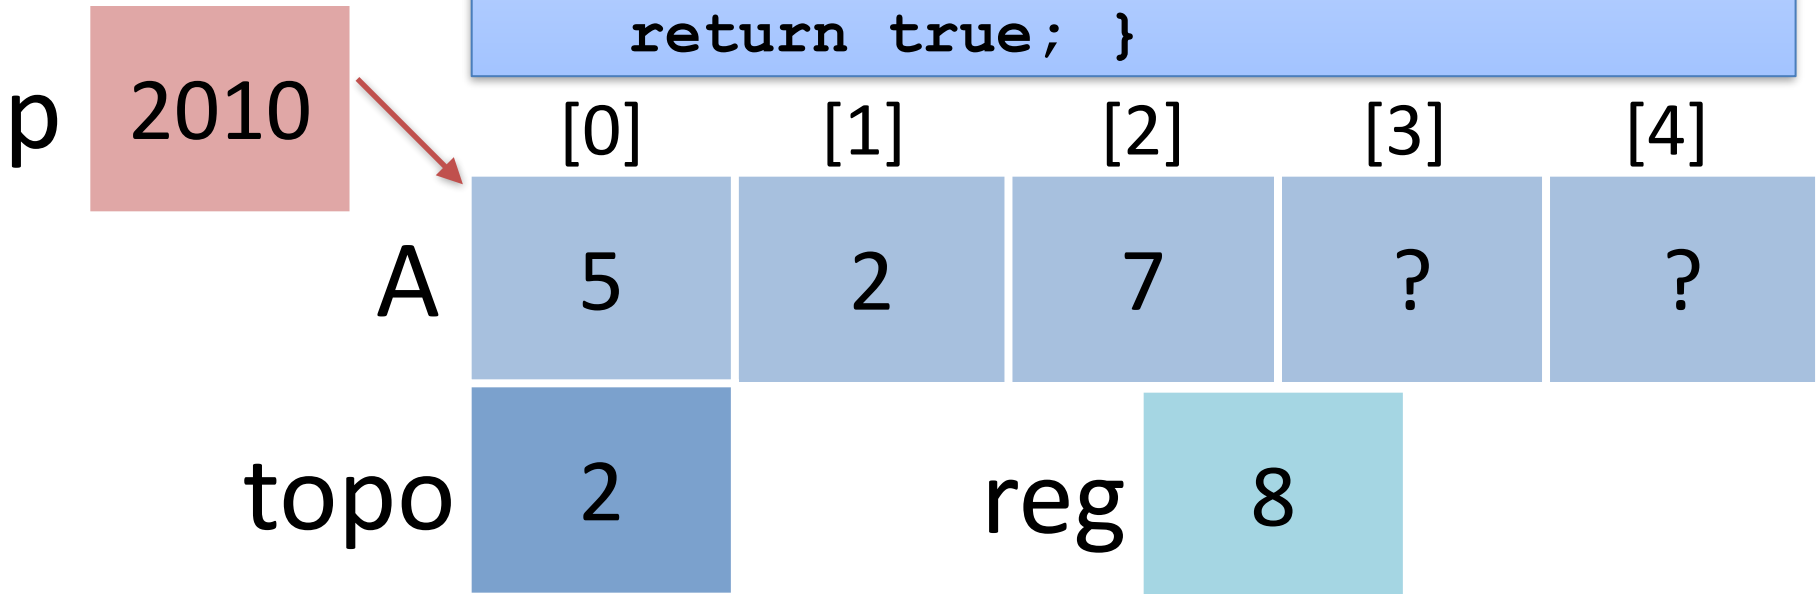 return true; }
p 2010
[0] [1] [2] [3] [4]
A 5 2 7 ? ?
topo 2 reg 8